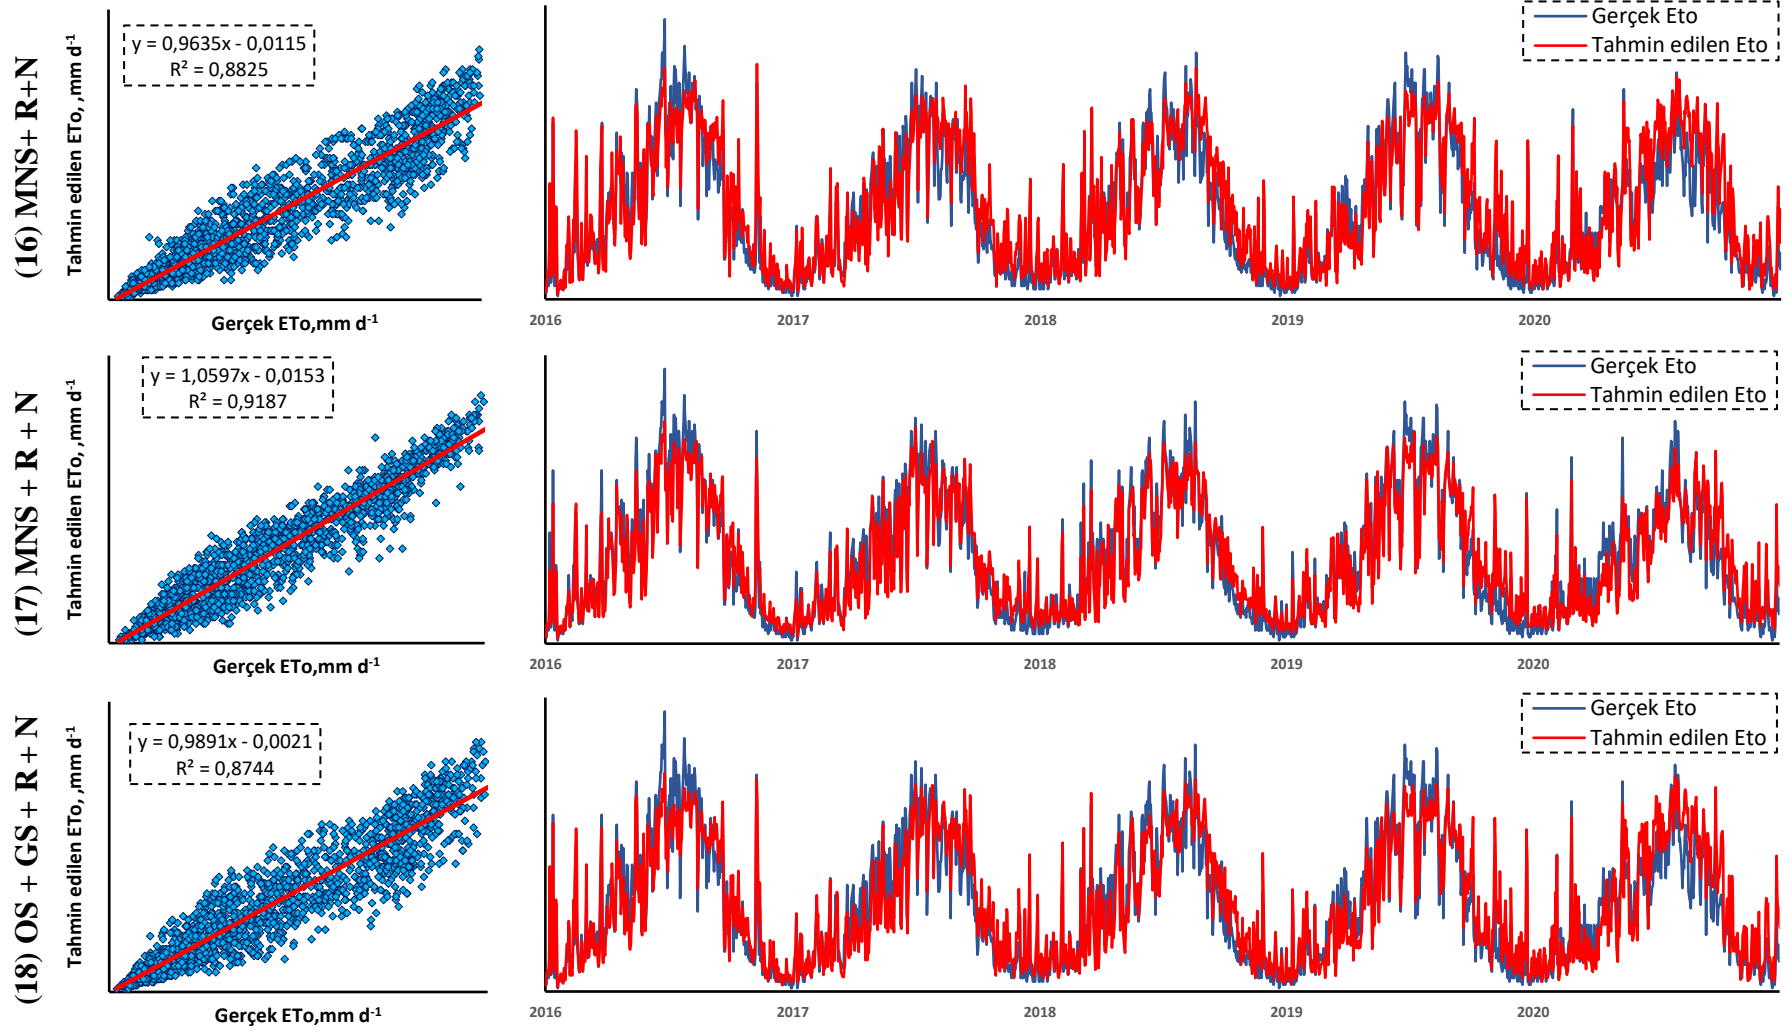 (16) MNS+ R+N
Tahmin edilen ETo, ,mm d-1
y = 0,9635x - 0,0115
R² = 0,8825
Gerçek ETo,mm d-1
Gerçek Eto
Tahmin edilen Eto
2016 2017 2018 2019 2020
(17) MNS + R + N
Tahmin edilen ETo, ,mm d-1
y = 1,0597x - 0,0153
R² = 0,9187
Gerçek ETo,mm d-1
Gerçek Eto
Tahmin edilen Eto
2016 2017 2018 2019 2020
(18) OS + GS + R + N
Tahmin edilen ETo, ,mm d-1
y = 0,9891x - 0,0021
R² = 0,8744
Gerçek ETo,mm d-1
Gerçek Eto
Tahmin edilen Eto
2016 2017 2018 2019 2020